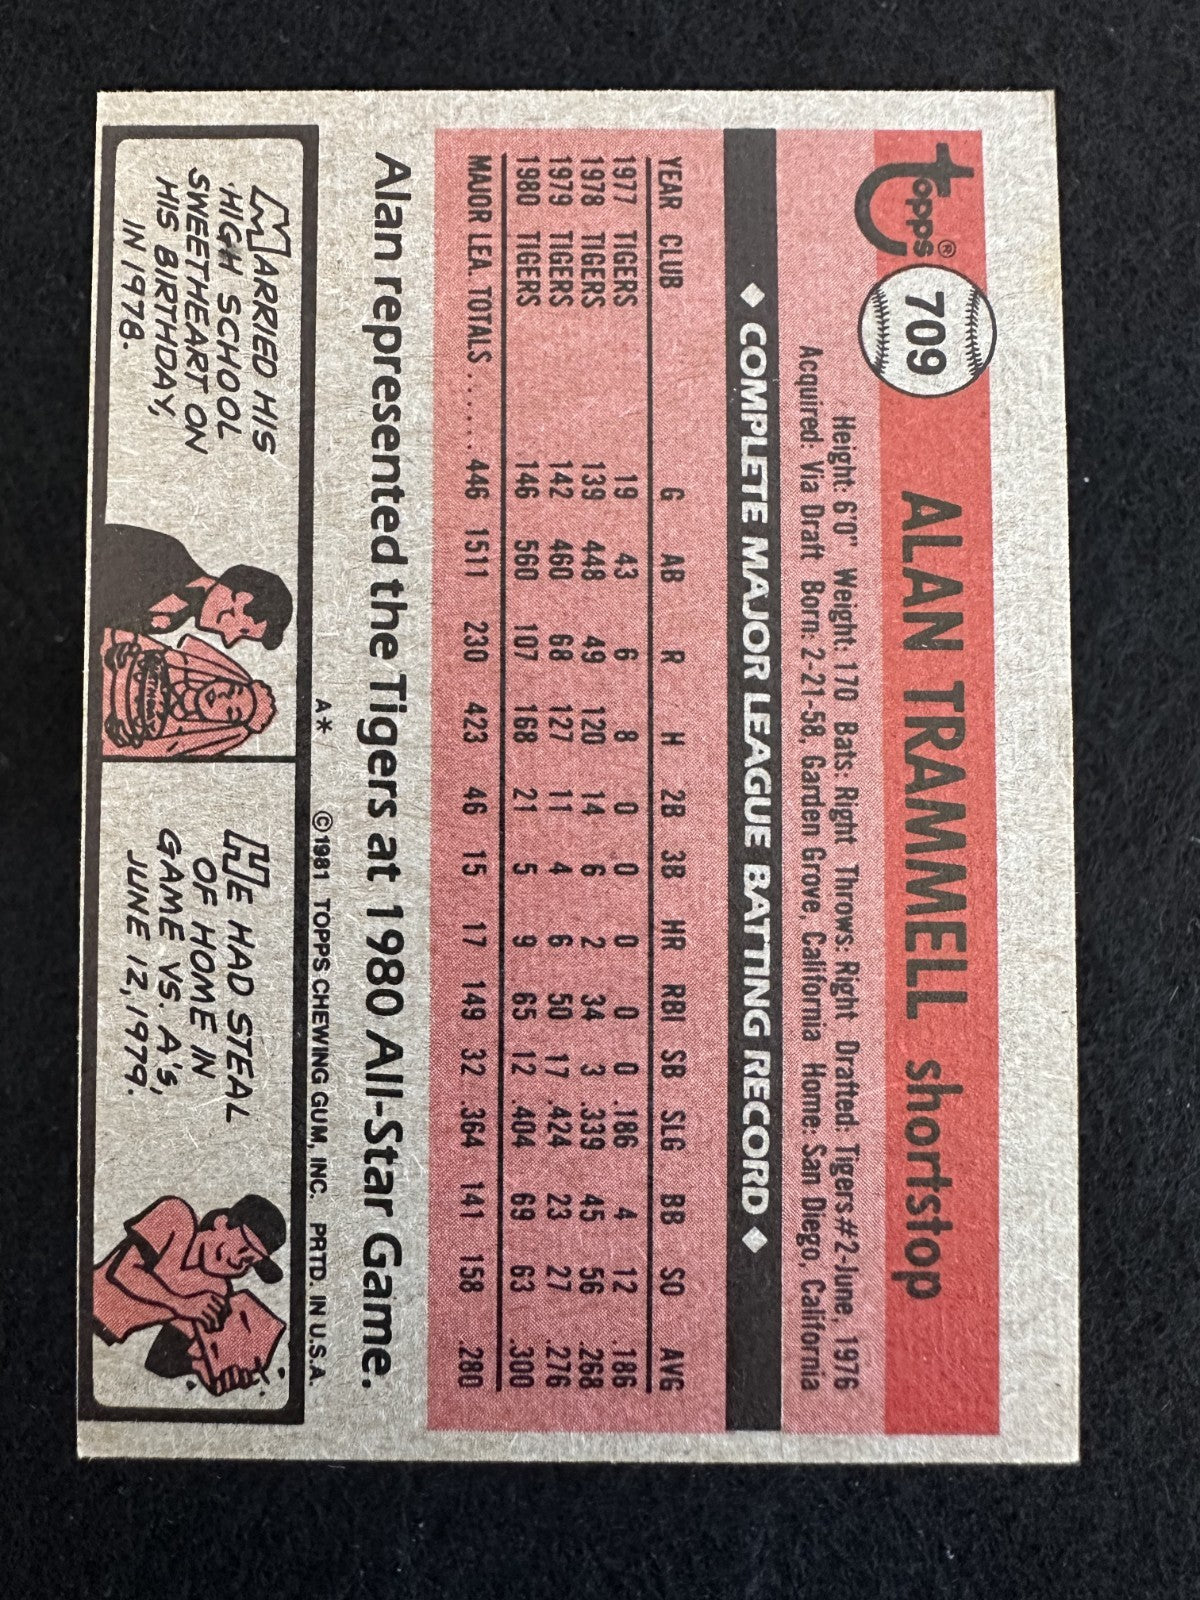 topps®
709
ALAN TRAMMELL shortstop
Height: 6'0" Weight: 170 Bats: Right Throws: Right Drafted: Tigers#2-June, 1976
Acquired: Via Draft Born: 2-21-58, Garden Grove, California Home: San Diego, California
◆ COMPLETE MAJOR LEAGUE BATTING RECORD ◆
YEAR CLUB G AB R H 2B 3B HR RBI SB SLG BB SO AVG
1977 TIGERS 19 43 6 8 0 0 0 0 0 .186 4 12 .186
1978 TIGERS 139 448 49 120 14 6 2 34 3 .339 45 56 .268
1979 TIGERS 142 460 68 127 11 4 6 50 17 .424 23 27 .276
1980 TIGERS 146 560 107 168 21 5 9 65 12 .404 69 63 .300
MAJOR LEA. TOTALS ...... 446 1511 230 423 46 15 17 149 32 .364 141 158 .280
Alan represented the Tigers at 1980 All-Star Game.
A* ©1981 TOPPS CHEWING GUM, INC. PRTD. IN U.S.A.
MARRIED HIS
HIGH SCHOOL
SWEETHEART ON
HIS BIRTHDAY,
IN 1978.
HE HAD STEAL
OF HOME IN
GAME VS. A's,
JUNE 12, 1979.